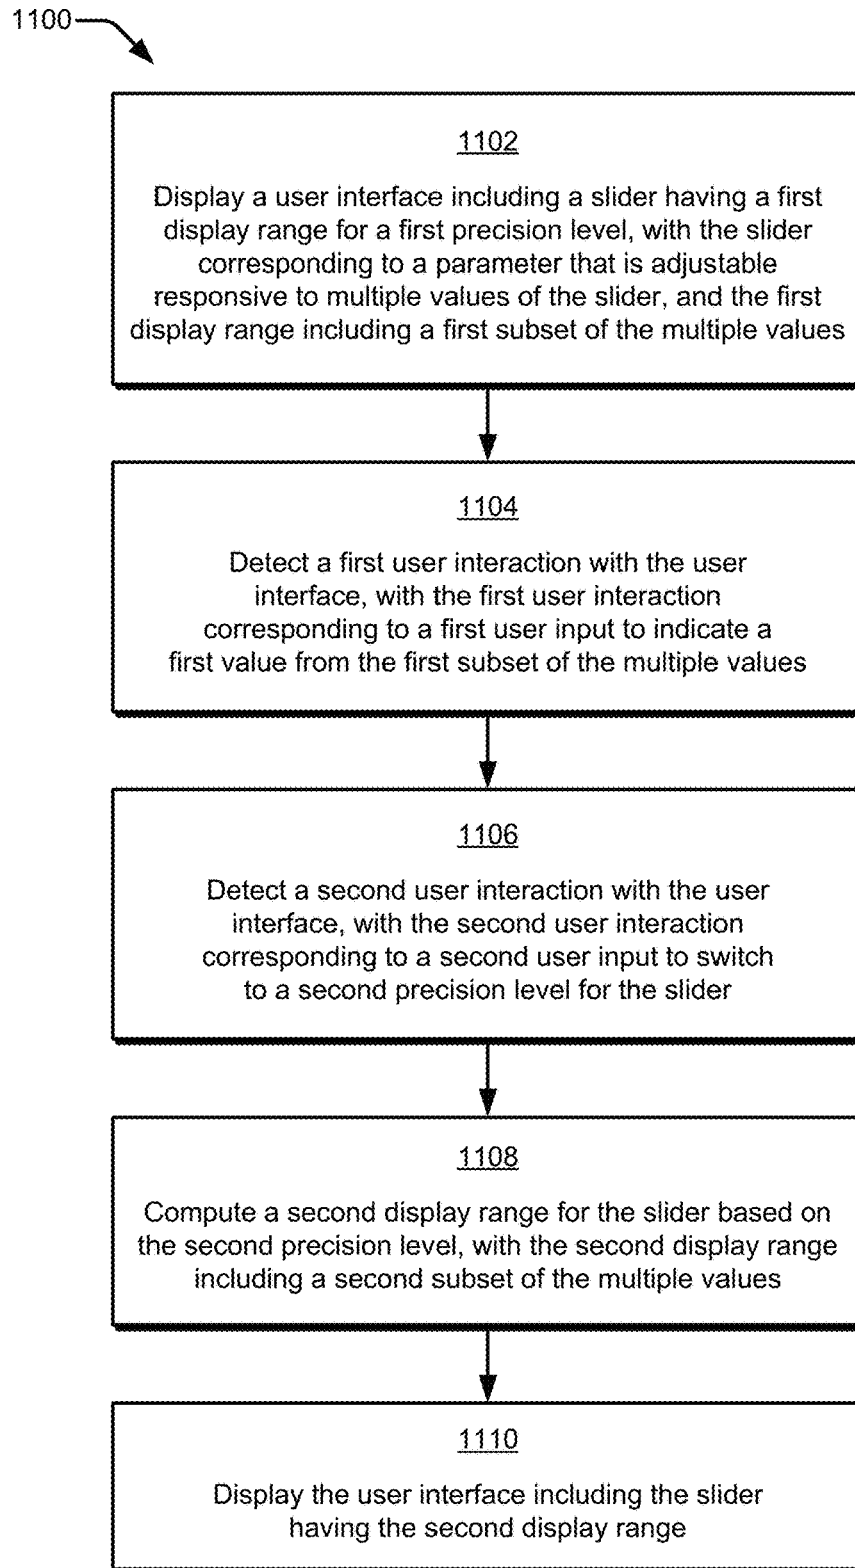 1100
1102
Display a user interface including a slider having a first
display range for a first precision level, with the slider
corresponding to a parameter that is adjustable
responsive to multiple values of the slider, and the first
display range including a first subset of the multiple values
1104
Detect a first user interaction with the user
interface, with the first user interaction
corresponding to a first user input to indicate a
first value from the first subset of the multiple values
1106
Detect a second user interaction with the user
interface, with the second user interaction
corresponding to a second user input to switch
to a second precision level for the slider
1108
Compute a second display range for the slider based on
the second precision level, with the second display range
including a second subset of the multiple values
1110
Display the user interface including the slider
having the second display range